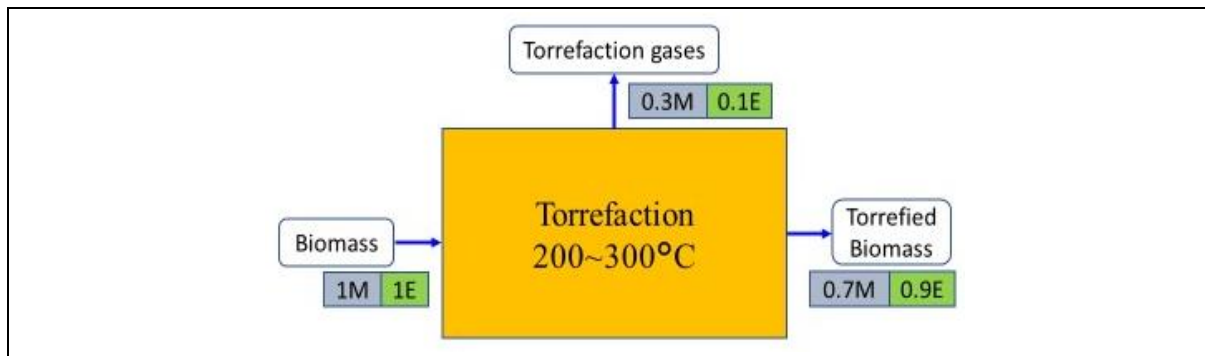 Torrefaction gases
0.3M 0.1E
Torrefaction
200~300°C
Biomass
1M 1E
Torrefied
Biomass
0.7M 0.9E